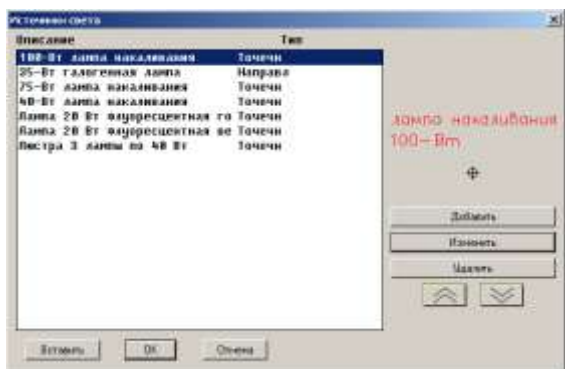 Источники света
Описание Тип
100-Вт лампа накаливания Точечн
35-Вт галогенная лампа Направл
75-Вт лампа накаливания Точечн
40-Вт лампа накаливания Точечн
Лампа 20 Вт флуоресцентная го Точечн
Лампа 20 Вт флуоресцентная ве Точечн
Люстра 3 лампы по 40 Вт Точечн
лампа накаливания
100-Вт
Добавить
Изменить
Удалить
Вставить ОК Отмена